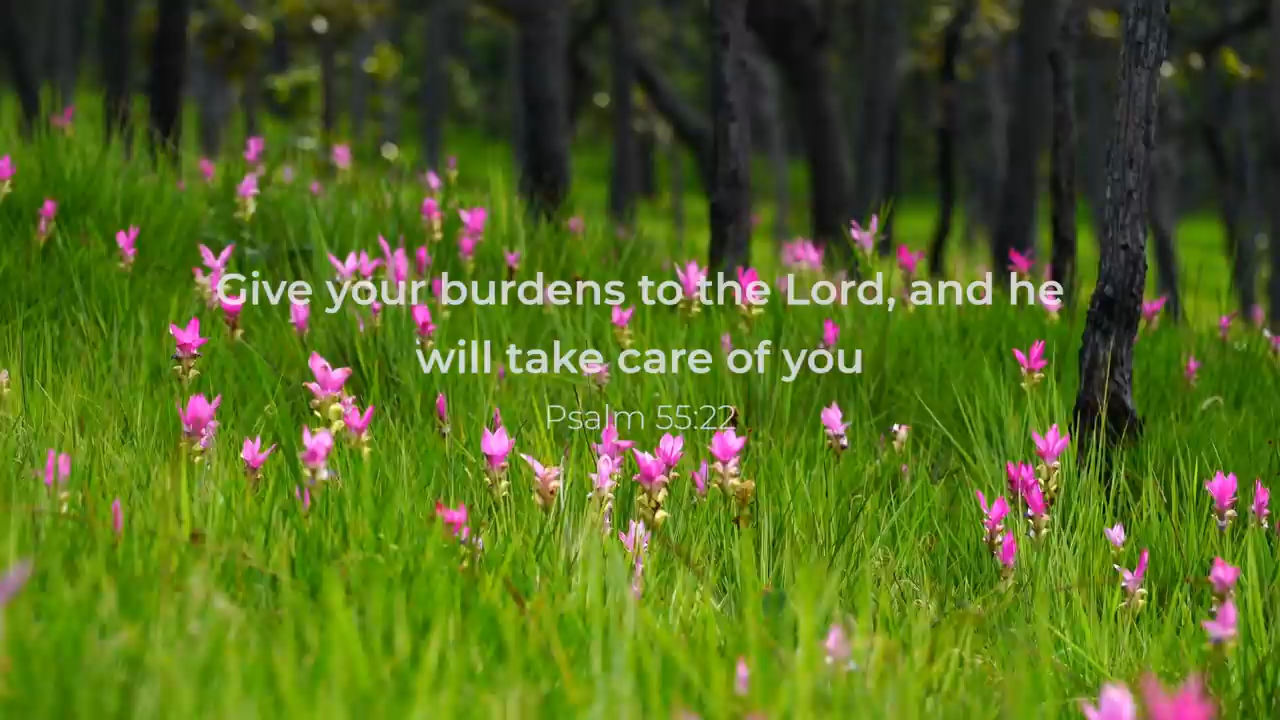 Give your burdens to the Lord, and he
will take care of you
Psalm 55:22